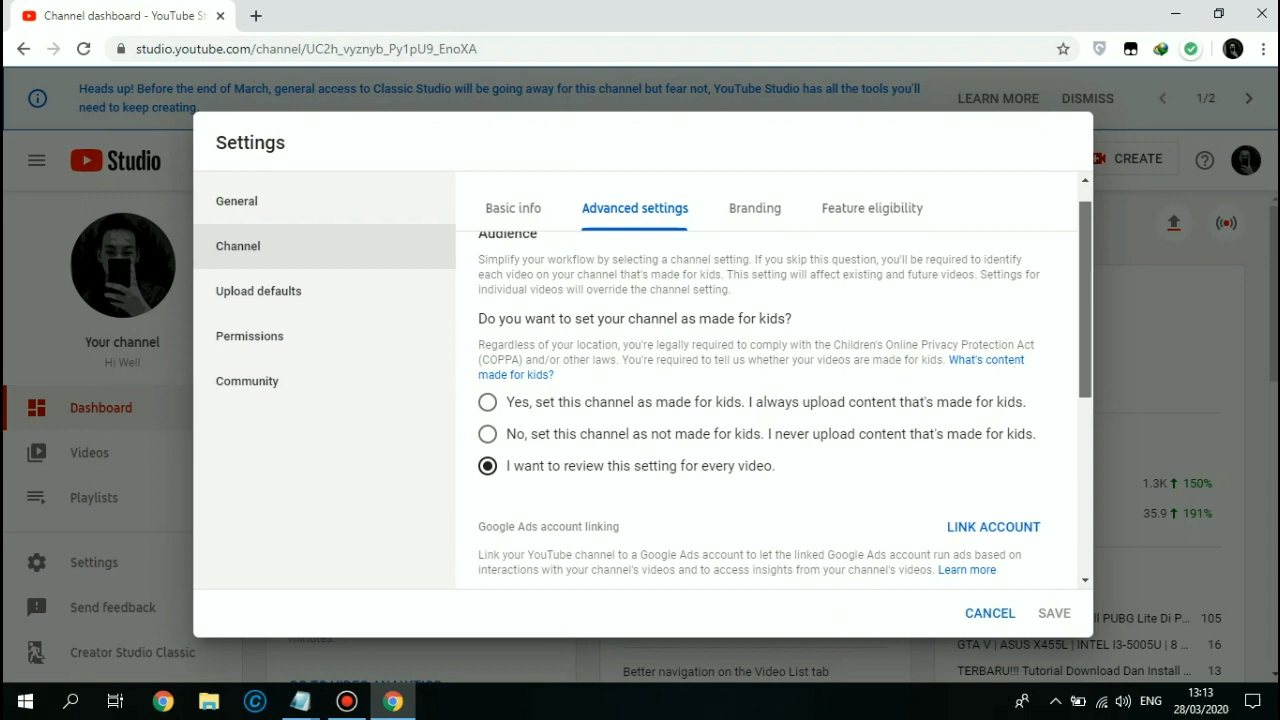 Channel dashboard - YouTube St
studio.youtube.com/channel/UC2h_vyznyb_Py1pU9_EnoXA
Heads up! Before the end of March, general access to Classic Studio will be going away for this channel but fear not, YouTube Studio has all the tools you'll
need to keep creating.
LEARN MORE
DISMISS
1/2
Studio
CREATE
Your channel
Hi Well
Dashboard
Videos
Playlists
Settings
Send feedback
Creator Studio Classic
Settings
General
Channel
Upload defaults
Permissions
Community
Basic info
Advanced settings
Branding
Feature eligibility
Audience
Simplify your workflow by selecting a channel setting. If you skip this question, you'll be required to identify
each video on your channel that's made for kids. This setting will affect existing and future videos. Settings for
individual videos will override the channel setting.
Do you want to set your channel as made for kids?
Regardless of your location, you're legally required to comply with the Children's Online Privacy Protection Act
(COPPA) and/or other laws. You're required to tell us whether your videos are made for kids. What's content
made for kids?
Yes, set this channel as made for kids. I always upload content that's made for kids.
No, set this channel as not made for kids. I never upload content that's made for kids.
I want to review this setting for every video.
Google Ads account linking
LINK ACCOUNT
Link your YouTube channel to a Google Ads account to let the linked Google Ads account run ads based on
interactions with your channel's videos and to access insights from your channel's videos. Learn more
CANCEL
SAVE
1.3K 150%
35.9 191%
ll PUBG Lite Di P... 105
GTA V | ASUS X455L | INTEL I3-5005U | 8 ... 16
TERBARU!!! Tutorial Download Dan Install ... 13
minutes.
Better navigation on the Video List tab
GO TO VIDEO ANALYTICS
ENG
13:13
28/03/2020